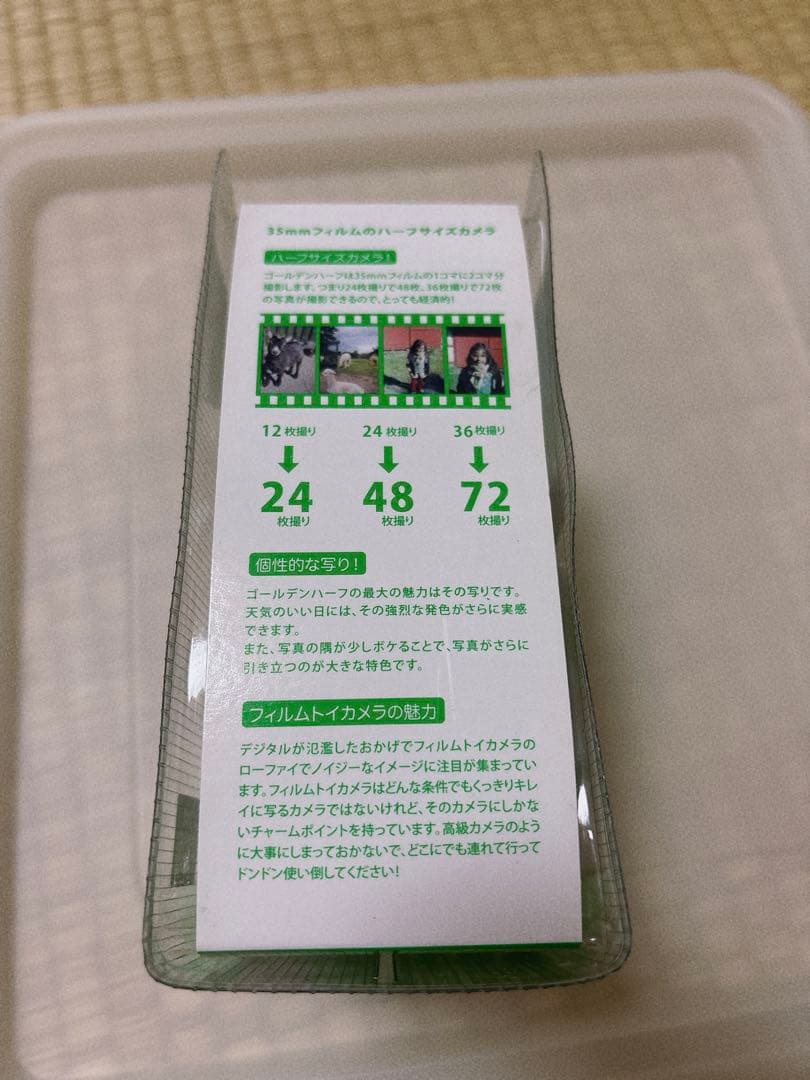 35mmフィルムのハーフサイズカメラ
ハーフサイズカメラ!
ゴールデンハーフは35mmフィルムの1コマに2コマ分
撮影します。つまり24枚撮りで48枚、36枚撮りで72枚
の写真が撮影できるので、とっても経済的!
12枚撮り 24枚撮り 36枚撮り
24 48 72
枚撮り 枚撮り 枚撮り
個性的な写り!
ゴールデンハーフの最大の魅力はその写りです。
天気のいい日には、その強烈な発色がさらに実感
できます。
また、写真の隅が少しボケることで、写真がさらに
引き立つのが大きな特色です。
フィルムトイカメラの魅力
デジタルが氾濫したおかげでフィルムトイカメラの
ローファイでノイジーなイメージに注目が集まってい
ます。フィルムトイカメラはどんな条件でもくっきりキレ
イに写るカメラではないけれど、そのカメラにしかな
いチャームポイントを持っています。高級カメラのよう
に大事にしまっておかないで、どこにでも連れて行って
ドンドン使い倒してください!